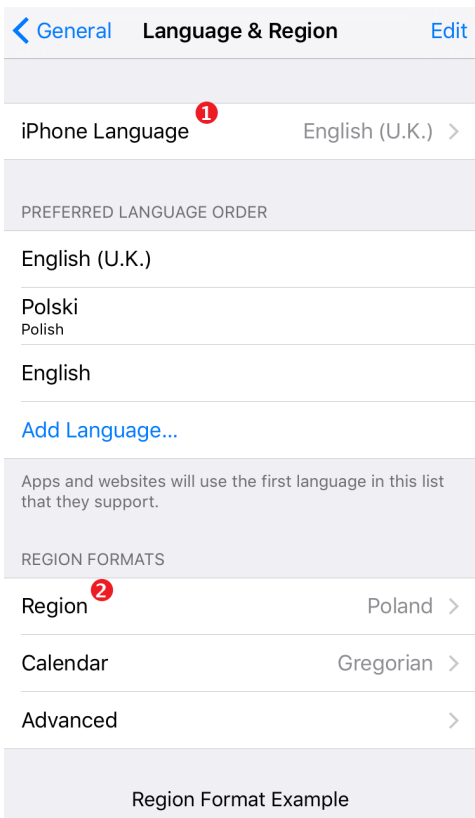 General Language & Region Edit
1
iPhone Language English (U.K.)
PREFERRED LANGUAGE ORDER
English (U.K.)
Polski
Polish
English
Add Language...
Apps and websites will use the first language in this list
that they support.
REGION FORMATS
2
Region Poland
Calendar Gregorian
Advanced
Region Format Example